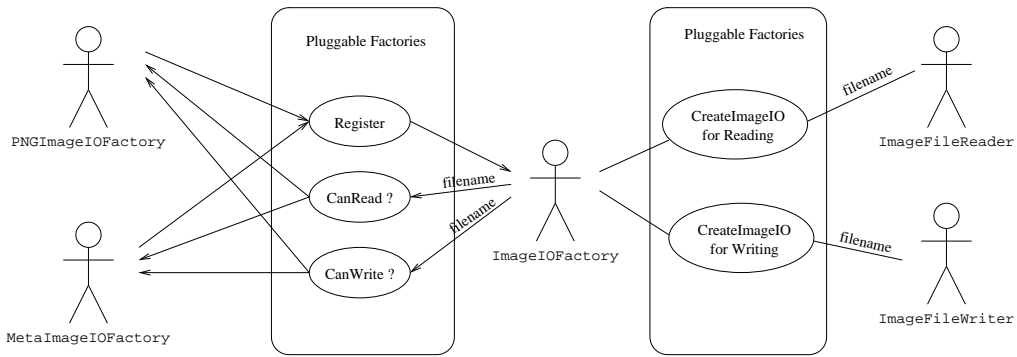 Pluggable Factories
Register
CanRead ?
CanWrite ?
PNGImageIOFactory
MetaImageIOFactory
filename
filename
ImageIOFactory
Pluggable Factories
CreateImageIO
for Reading
CreateImageIO
for Writing
filename
filename
ImageFileReader
ImageFileWriter